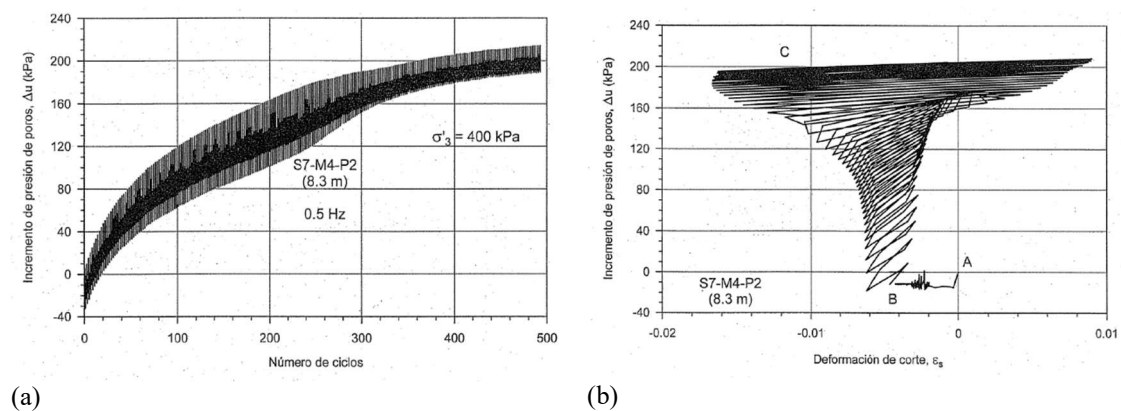 240
200
160
120
80
40
0
-40
Incremento de presión de poros, Δu (kPa)
σ'3 = 400 kPa
S7-M4-P2
(8.3 m)
0.5 Hz
0 100 200 300 400 500
Número de ciclos
(a)
240
200
160
120
80
40
0
-40
Incremento de presión de poros, Δu (kPa)
C
A
B
S7-M4-P2
(8.3 m)
-0.02 -0.01 0 0.01
Deformación de corte, εs
(b)